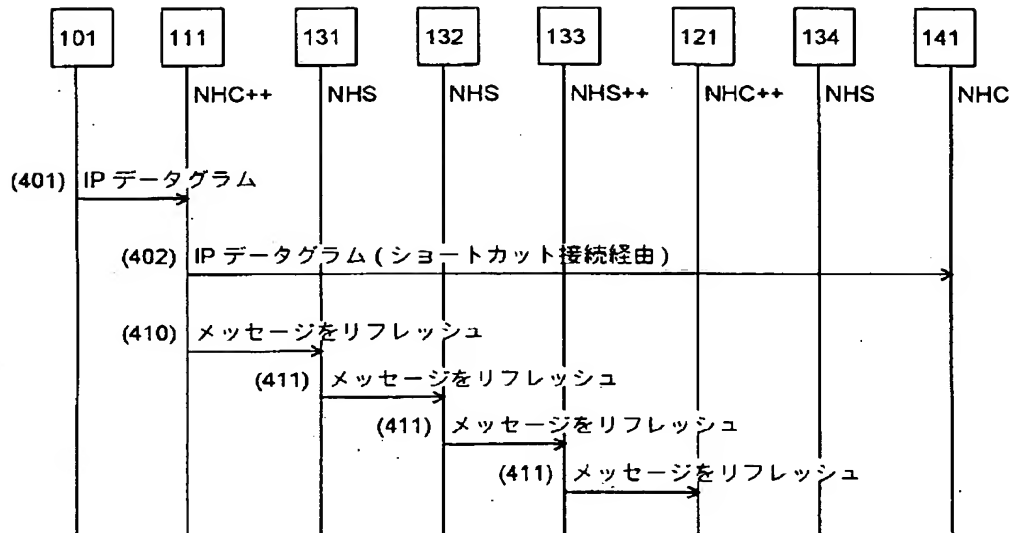 101 111 131 132 133 121 134 141
NHC++ NHS NHS NHS++ NHC++ NHS NHC
(401) IP データグラム
(402) IP データグラム (ショートカット接続経由)
(410) メッセージをリフレッシュ
(411) メッセージをリフレッシュ
(411) メッセージをリフレッシュ
(411) メッセージをリフレッシュ